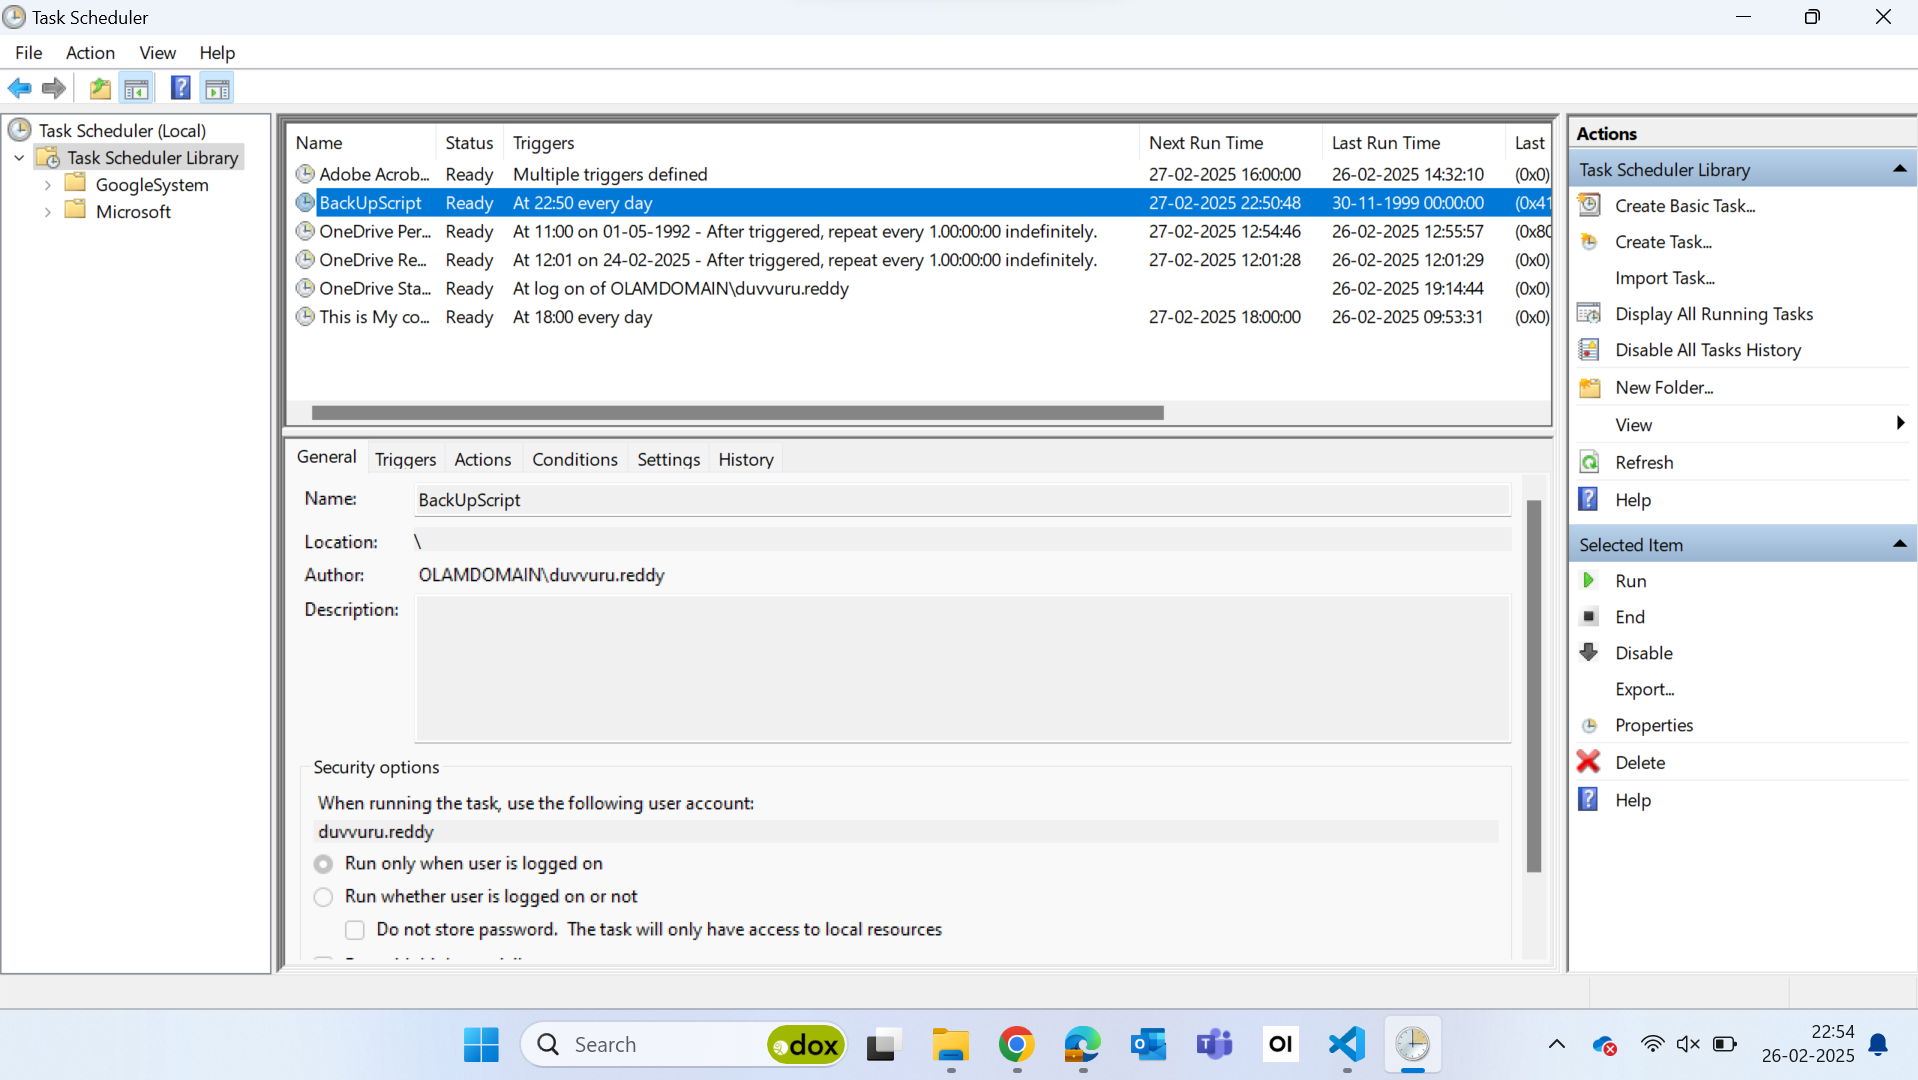 Task Scheduler
File Action View Help
Task Scheduler (Local)
Task Scheduler Library
GoogleSystem
Microsoft
Name Status Triggers Next Run Time Last Run Time Last
Adobe Acrob... Ready Multiple triggers defined 27-02-2025 16:00:00 26-02-2025 14:32:10 (0x0)
BackUpScript Ready At 22:50 every day 27-02-2025 22:50:48 30-11-1999 00:00:00 (0x41
OneDrive Per... Ready At 11:00 on 01-05-1992 - After triggered, repeat every 1.00:00:00 indefinitely. 27-02-2025 12:54:46 26-02-2025 12:55:57 (0x80
OneDrive Re... Ready At 12:01 on 24-02-2025 - After triggered, repeat every 1.00:00:00 indefinitely. 27-02-2025 12:01:28 26-02-2025 12:01:29 (0x0)
OneDrive Sta... Ready At log on of OLAMDOMAIN\duvvuru.reddy 26-02-2025 19:14:44 (0x0)
This is My co... Ready At 18:00 every day 27-02-2025 18:00:00 26-02-2025 09:53:31 (0x0)
General Triggers Actions Conditions Settings History
Name: BackUpScript
Location: \
Author: OLAMDOMAIN\duvvuru.reddy
Description:
Security options
When running the task, use the following user account:
duvvuru.reddy
Run only when user is logged on
Run whether user is logged on or not
Do not store password. The task will only have access to local resources
Actions
Task Scheduler Library
Create Basic Task...
Create Task...
Import Task...
Display All Running Tasks
Disable All Tasks History
New Folder...
View
Refresh
Help
Selected Item
Run
End
Disable
Export...
Properties
Delete
Help
Search
dox
OI
22:54
26-02-2025